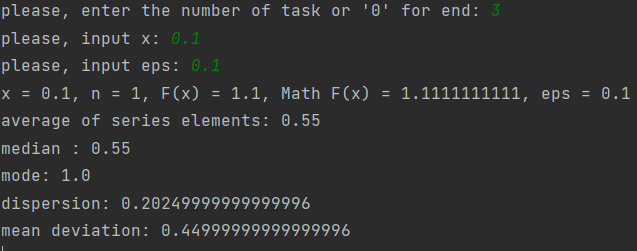 please, enter the number of task or '0' for end: 3
please, input x: 0.1
please, input eps: 0.1
x = 0.1, n = 1, F(x) = 1.1, Math F(x) = 1.1111111111, eps = 0.1
average of series elements: 0.55
median : 0.55
mode: 1.0
dispersion: 0.20249999999999996
mean deviation: 0.44999999999999996